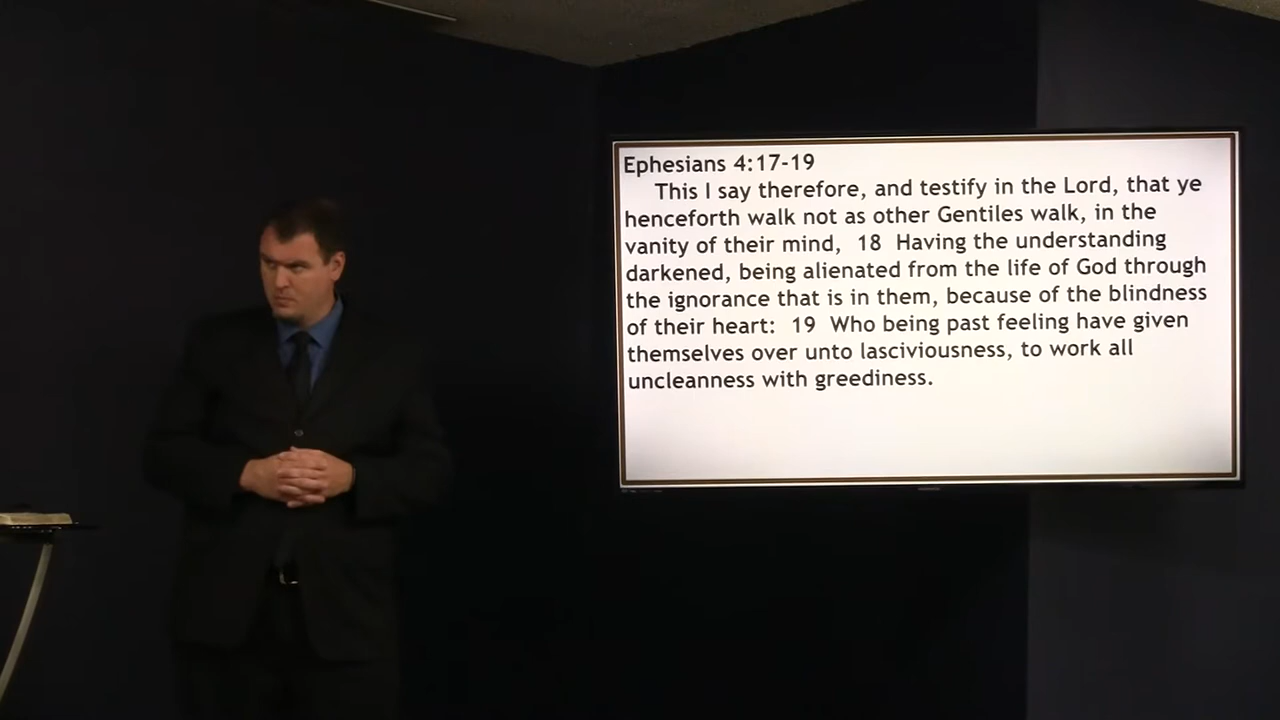 Ephesians 4:17-19
This I say therefore, and testify in the Lord, that ye
henceforth walk not as other Gentiles walk, in the
vanity of their mind, 18 Having the understanding
darkened, being alienated from the life of God through
the ignorance that is in them, because of the blindness
of their heart: 19 Who being past feeling have given
themselves over unto lasciviousness, to work all
uncleanness with greediness.